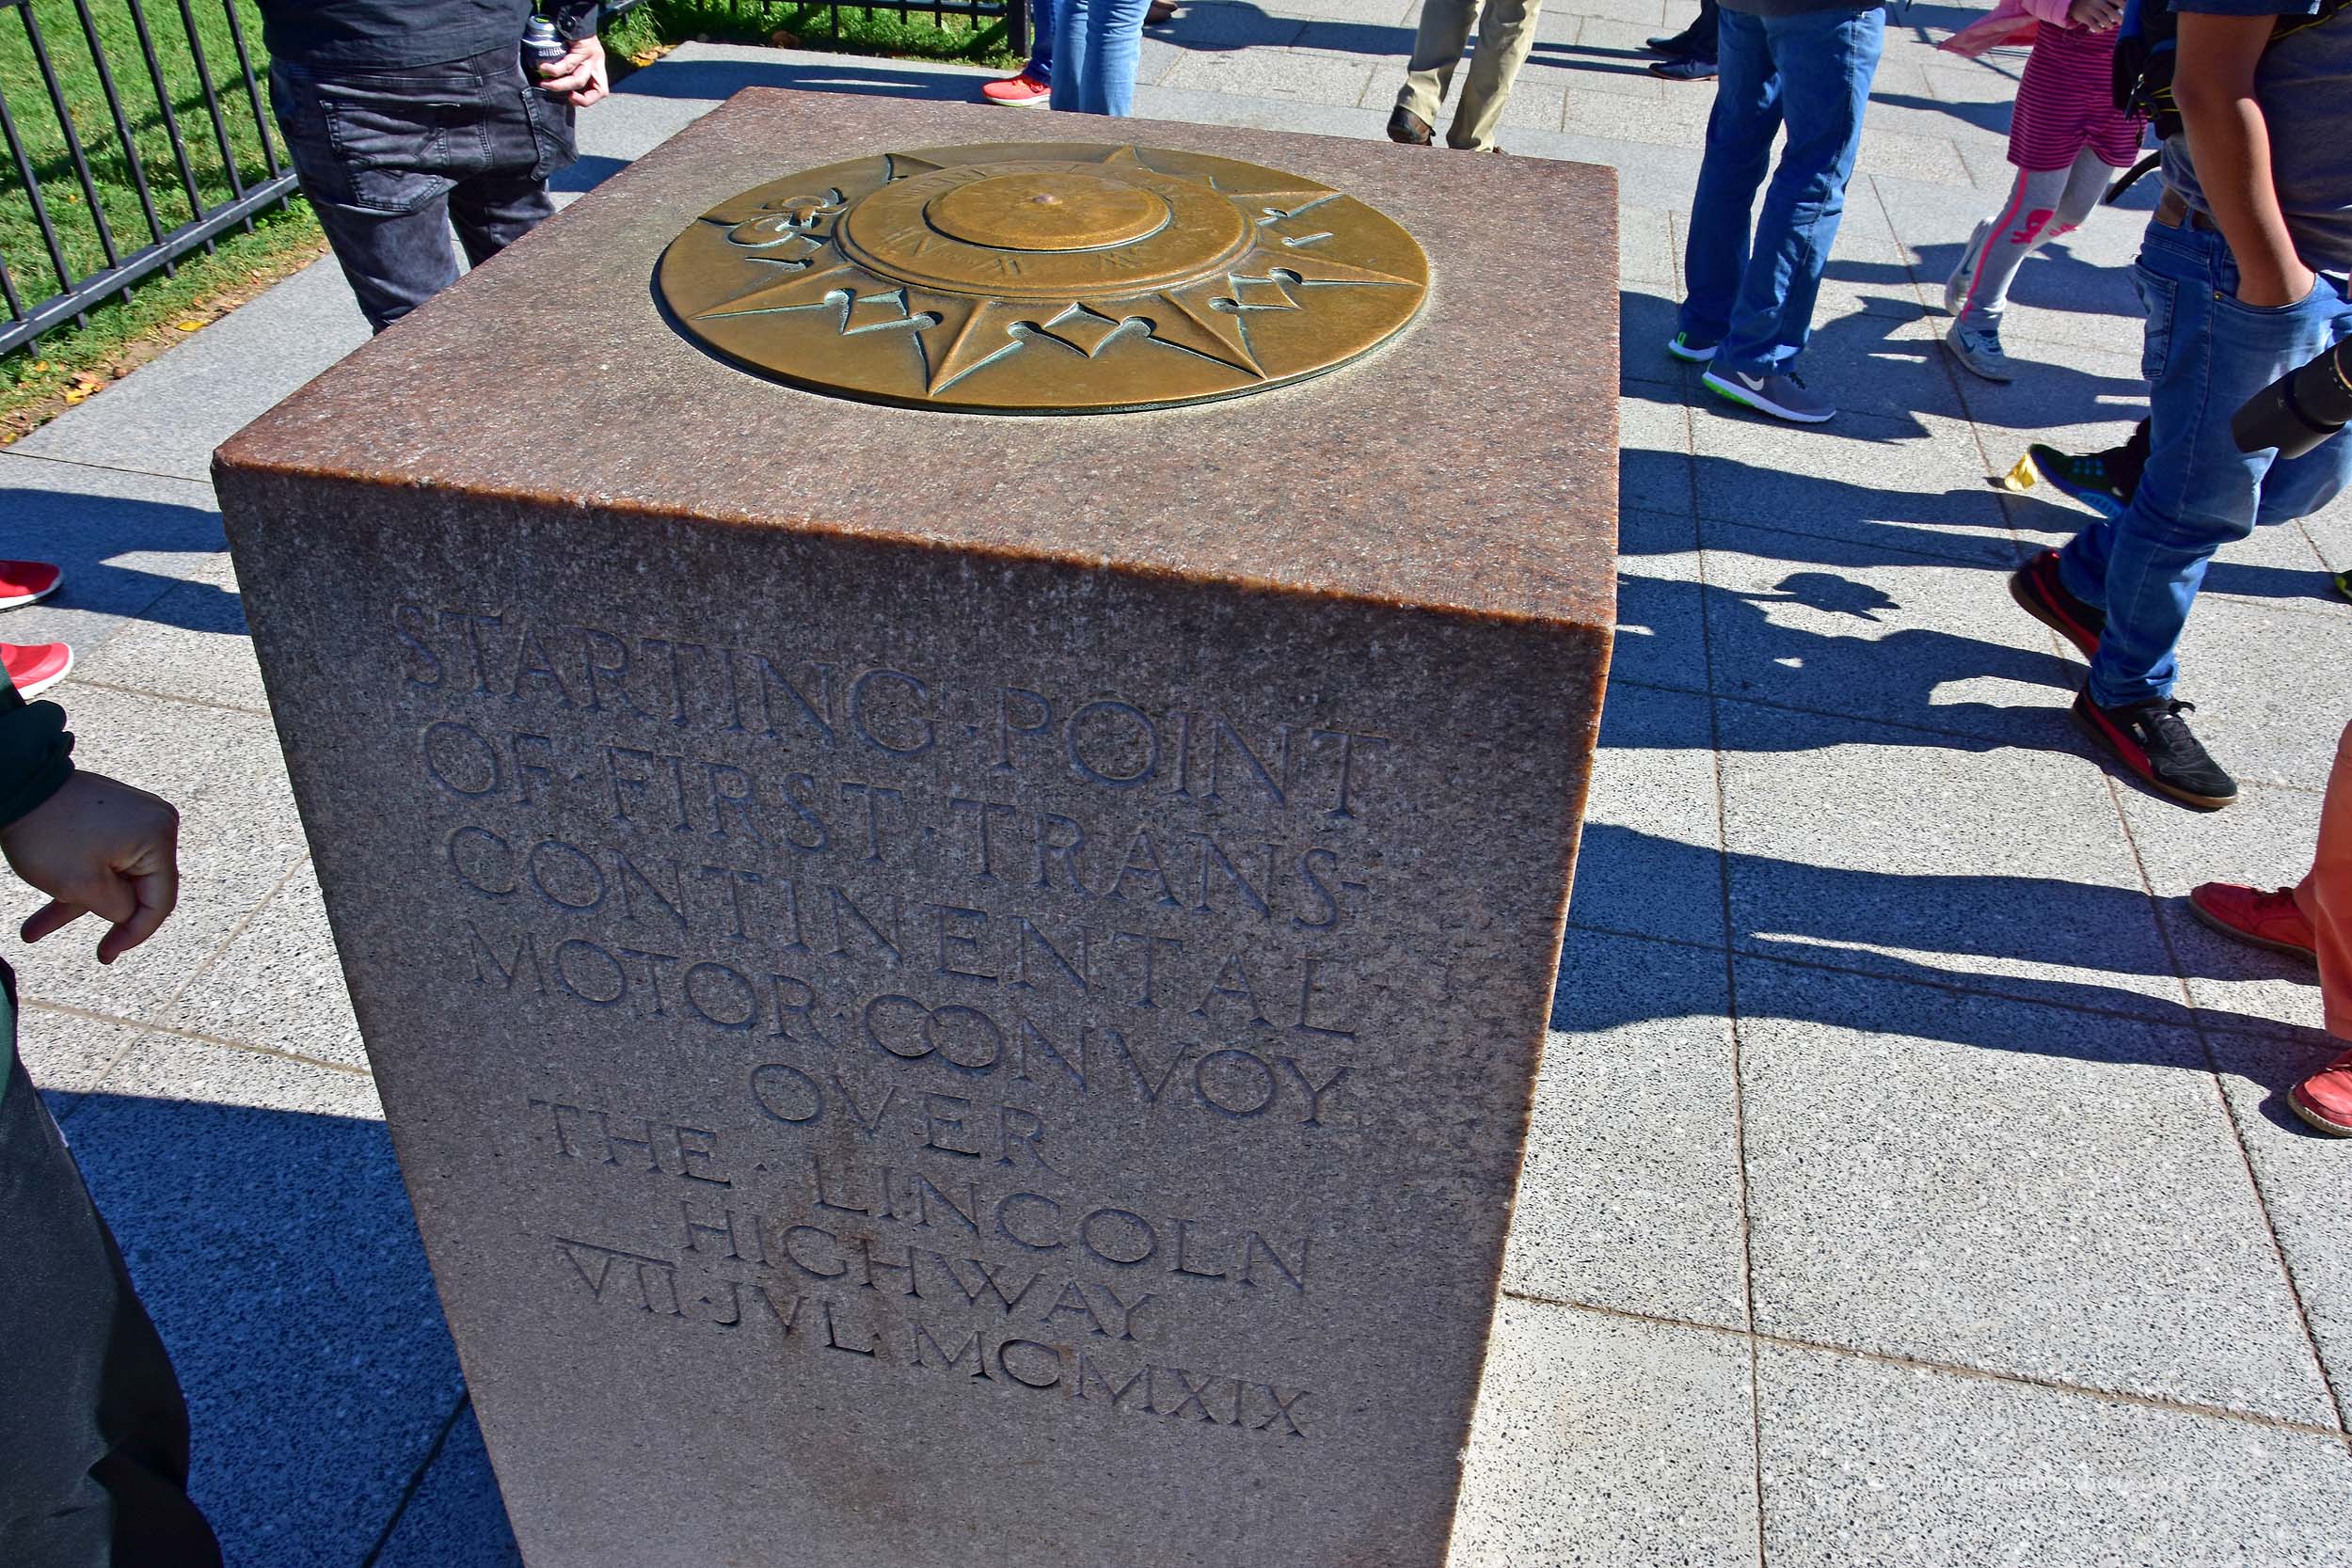 STARTING · POINT
OF · FIRST · TRANS-
CONTINENTAL
MOTOR · CONVOY
OVER
THE · LINCOLN
HIGHWAY
VII · JVL · MCMXIX